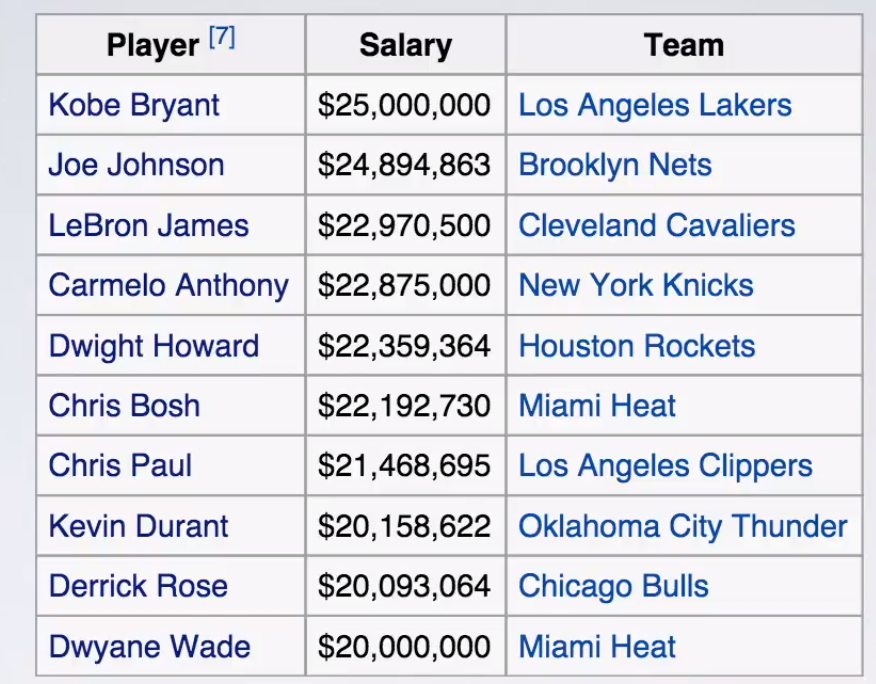 Player [7] Salary Team
Kobe Bryant $25,000,000 Los Angeles Lakers
Joe Johnson $24,894,863 Brooklyn Nets
LeBron James $22,970,500 Cleveland Cavaliers
Carmelo Anthony $22,875,000 New York Knicks
Dwight Howard $22,359,364 Houston Rockets
Chris Bosh $22,192,730 Miami Heat
Chris Paul $21,468,695 Los Angeles Clippers
Kevin Durant $20,158,622 Oklahoma City Thunder
Derrick Rose $20,093,064 Chicago Bulls
Dwyane Wade $20,000,000 Miami Heat